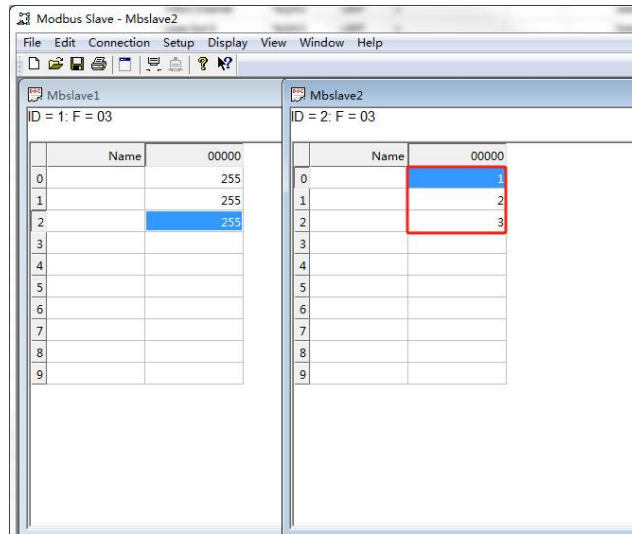 Modbus Slave - Mbslave2
File Edit Connection Setup Display View Window Help
Mbslave1
ID = 1: F = 03
Name 00000
0 255
1 255
2 255
3
4
5
6
7
8
9
Mbslave2
ID = 2: F = 03
Name 00000
0 1
1 2
2 3
3
4
5
6
7
8
9